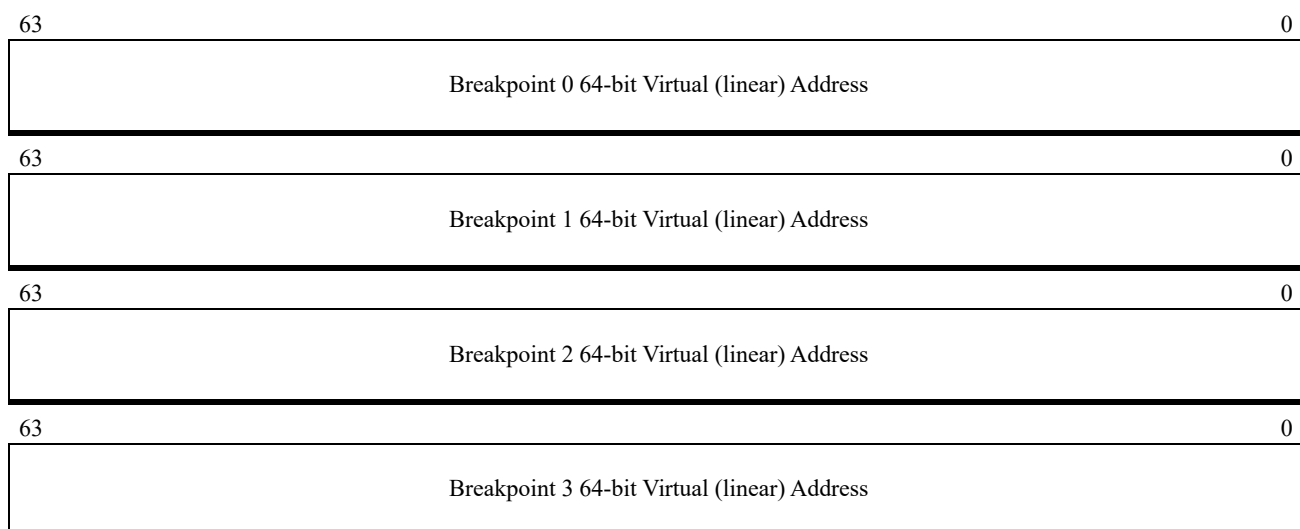 63 0
Breakpoint 0 64-bit Virtual (linear) Address
63 0
Breakpoint 1 64-bit Virtual (linear) Address
63 0
Breakpoint 2 64-bit Virtual (linear) Address
63 0
Breakpoint 3 64-bit Virtual (linear) Address